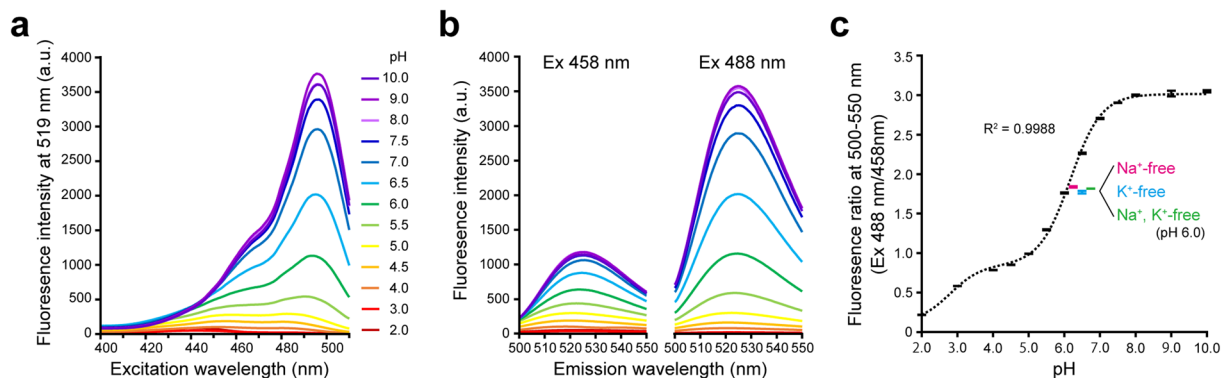 a
Fluoresence intensity at 519 nm (a.u.)
4000
3500
3000
2500
2000
1500
1000
500
0
400
420
440
460
480
500
Excitation wavelength (nm)
pH
10.0
9.0
8.0
7.5
7.0
6.5
6.0
5.5
5.0
4.5
4.0
3.0
2.0
b
Ex 458 nm
Ex 488 nm
Fluoresence intensity (a.u.)
4000
3500
3000
2500
2000
1500
1000
500
0
500 510 530 540 550
500 510 530 540 550
Emission wavelength (nm)
c
Fluoresence ratio at 500-550 nm
(Ex 488 nm/458nm)
3.5
3.0
2.5
2.0
1.5
1.0
0.5
0
R² = 0.9988
Na⁺-free
K⁺-free
Na⁺, K⁺-free
(pH 6.0)
2.0 3.0 4.0 5.0 6.0 7.0 8.0 9.0 10.0
pH